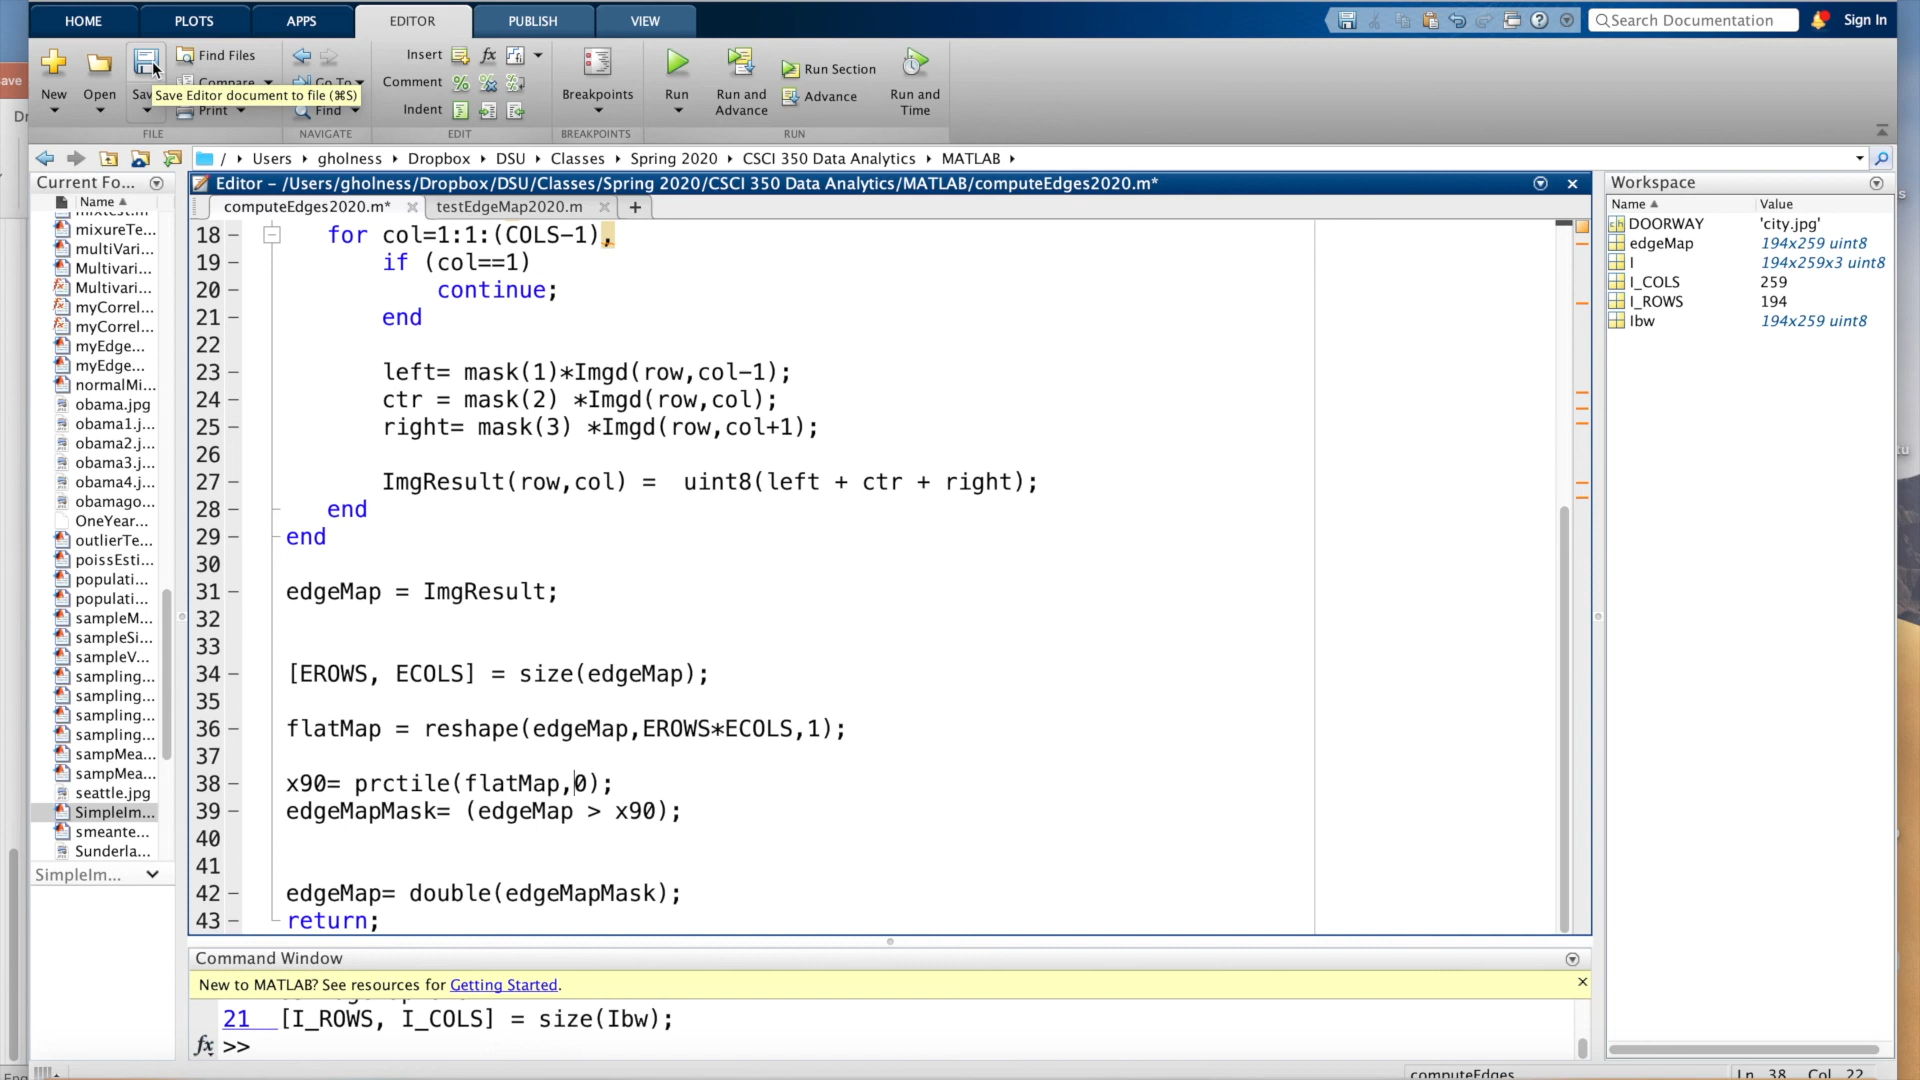 HOME PLOTS APPS EDITOR PUBLISH VIEW Search Documentation Sign In
Find Files Insert fx
Compare Go To Comment Run Section
New Open Breakpoints Run Run and Advance Advance Run and Time
Save Editor document to file (⌘S)
Print Find Indent
FILE NAVIGATE EDIT BREAKPOINTS RUN
/ Users gholness Dropbox DSU Classes Spring 2020 CSCI 350 Data Analytics MATLAB
Current Fo...
Name
mixtest.m
mixureTe...
multiVari...
Multivari...
Multivari...
myCorrel...
myCorrel...
myEdge...
myEdge...
normalMi...
obama.jpg
obama1.j...
obama2.j...
obama3.j...
obama4.j...
obamago...
OneYear...
outlierTe...
poissEsti...
populati...
populati...
sampleM...
sampleSi...
sampleV...
sampling...
sampling...
sampling...
sampling...
sampMea...
sampMea...
seattle.jpg
SimpleIm...
smeante...
Sunderla...
SimpleIm...
Editor - /Users/gholness/Dropbox/DSU/Classes/Spring 2020/CSCI 350 Data Analytics/MATLAB/computeEdges2020.m*
computeEdges2020.m* testEdgeMap2020.m +
18 - for col=1:1:(COLS-1),
19 - if (col==1)
20 - continue;
21 - end
22
23 - left= mask(1)*Imgd(row,col-1);
24 - ctr = mask(2) *Imgd(row,col);
25 - right= mask(3) *Imgd(row,col+1);
26
27 - ImgResult(row,col) = uint8(left + ctr + right);
28 - end
29 - end
30
31 - edgeMap = ImgResult;
32
33
34 - [EROWS, ECOLS] = size(edgeMap);
35
36 - flatMap = reshape(edgeMap,EROWS*ECOLS,1);
37
38 - x90= prctile(flatMap,0);
39 - edgeMapMask= (edgeMap > x90);
40
41
42 - edgeMap= double(edgeMapMask);
43 - return;
Command Window
New to MATLAB? See resources for Getting Started.
21 [I_ROWS, I_COLS] = size(Ibw);
fx >>
Workspace
Name Value
DOORWAY 'city.jpg'
edgeMap 194x259 uint8
I 194x259x3 uint8
I_COLS 259
I_ROWS 194
Ibw 194x259 uint8
computeEdges Ln 38 Col 22